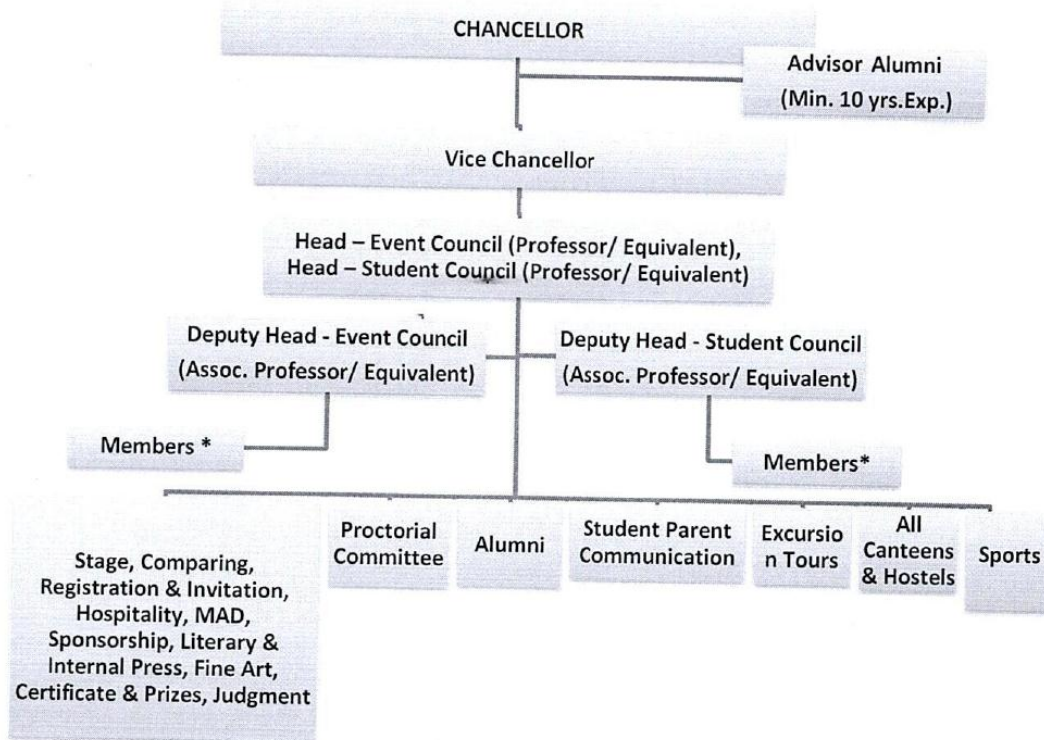 CHANCELLOR
Advisor Alumni
(Min. 10 yrs.Exp.)
Vice Chancellor
Head – Event Council (Professor/ Equivalent),
Head – Student Council (Professor/ Equivalent)
Deputy Head - Event Council
(Assoc. Professor/ Equivalent)
Deputy Head - Student Council
(Assoc. Professor/ Equivalent)
Members *
Members*
Stage, Comparing,
Registration & Invitation,
Hospitality, MAD,
Sponsorship, Literary &
Internal Press, Fine Art,
Certificate & Prizes, Judgment
Proctorial
Committee
Alumni
Student Parent
Communication
Excursio
n Tours
All
Canteens
& Hostels
Sports